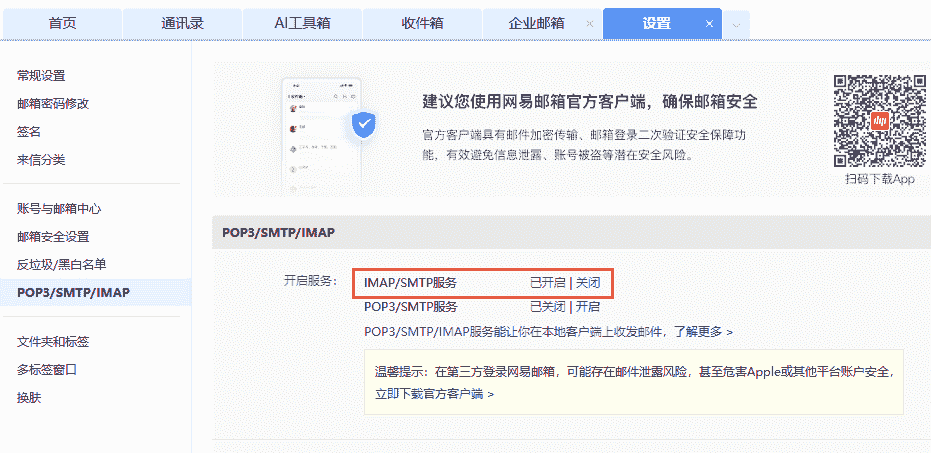 首页 通讯录 AI工具箱 收件箱 企业邮箱 × 设置 ×
常规设置
邮箱密码修改
签名
来信分类
账号与邮箱中心
邮箱安全设置
反垃圾/黑白名单
POP3/SMTP/IMAP
文件夹和标签
多标签窗口
换肤
建议您使用网易邮箱官方客户端，确保邮箱安全
官方客户端具有邮件加密传输、邮箱登录二次验证安全保障功
能，有效避免信息泄露、账号被盗等潜在安全风险。
扫码下载App
POP3/SMTP/IMAP
开启服务： IMAP/SMTP服务 已开启 | 关闭
POP3/SMTP服务 已关闭 | 开启
POP3/SMTP/IMAP服务能让你在本地客户端上收发邮件，了解更多 >
温馨提示：在第三方登录网易邮箱，可能存在邮件泄露风险，甚至危害Apple或其他平台账户安全，
立即下载官方客户端 >